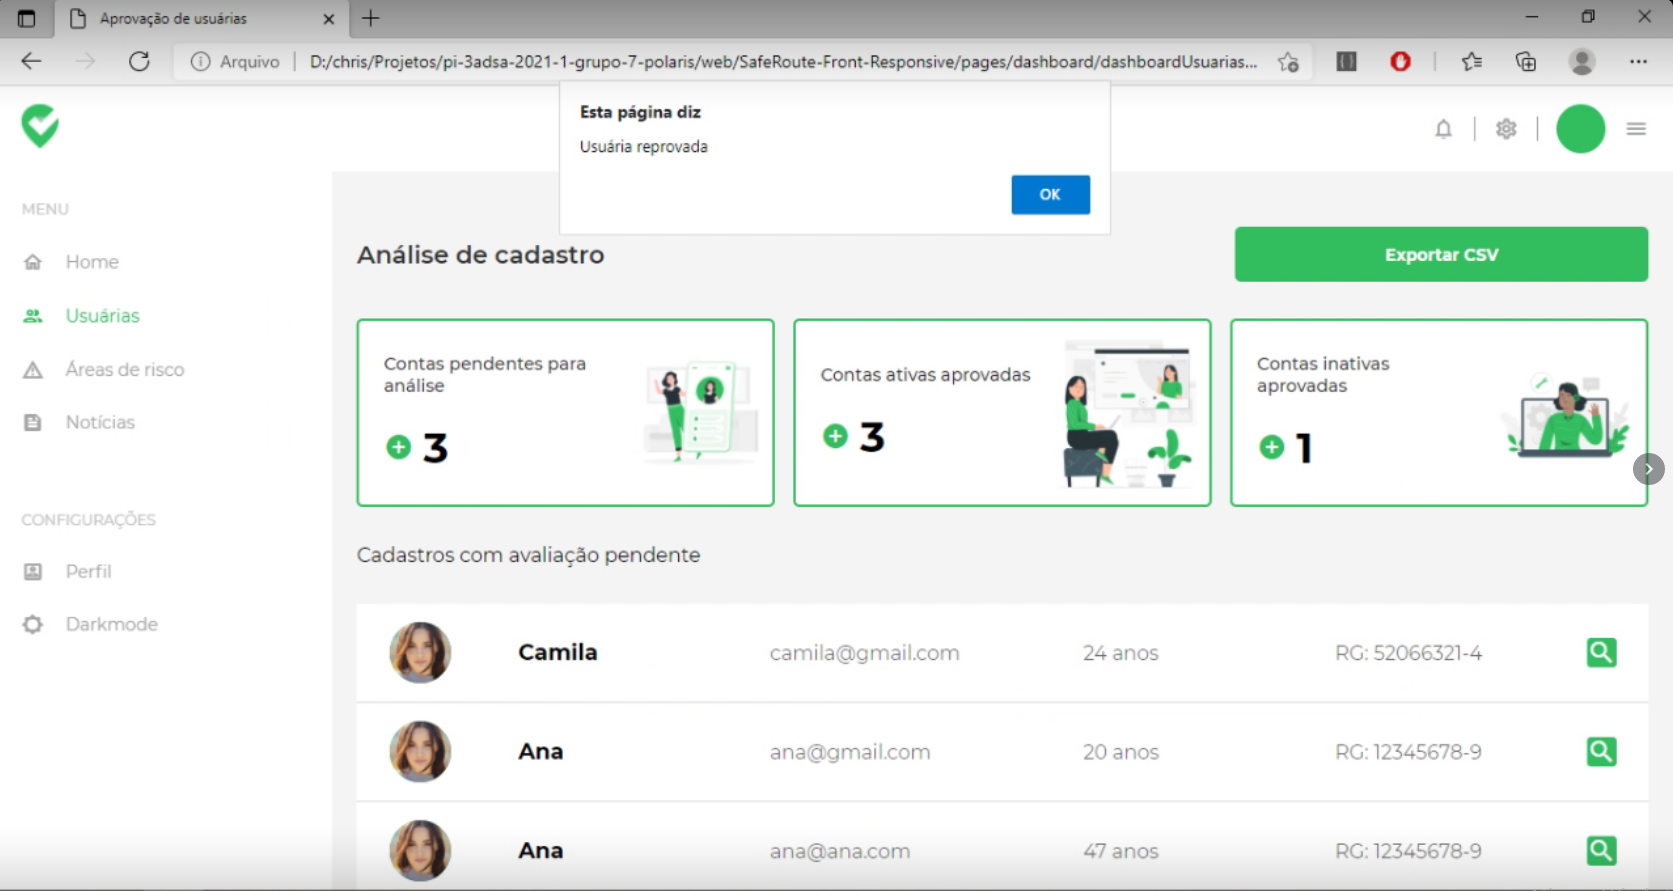 Aprovação de usuárias
Arquivo
D:/chris/Projetos/pi-3adsa-2021-1-grupo-7-polaris/web/SafeRoute-Front-Responsive/pages/dashboard/dashboardUsuarias...
Esta página diz
Usuária reprovada
OK
MENU
Home
Usuárias
Áreas de risco
Notícias
CONFIGURAÇÕES
Perfil
Darkmode
Análise de cadastro
Exportar CSV
Contas pendentes para
análise
3
Contas ativas aprovadas
3
Contas inativas
aprovadas
1
Cadastros com avaliação pendente
Camila camila@gmail.com 24 anos RG: 52066321-4
Ana ana@gmail.com 20 anos RG: 12345678-9
Ana ana@ana.com 47 anos RG: 12345678-9